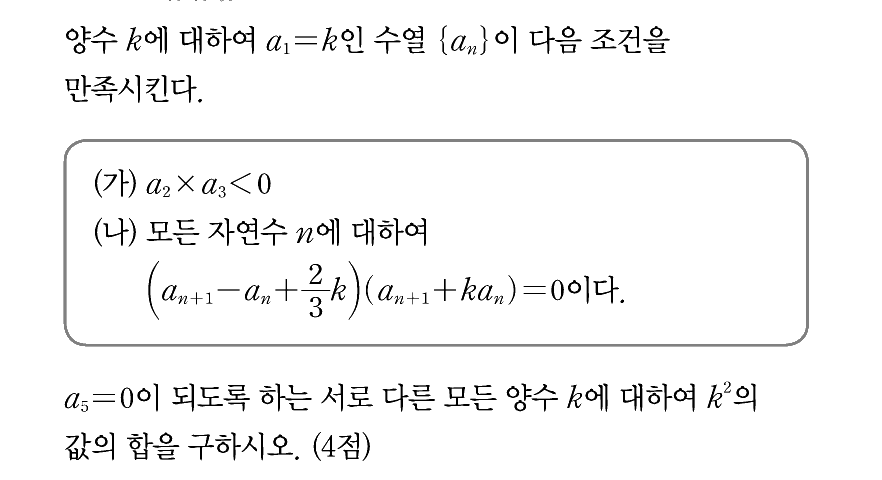 양수 k에 대하여 a₁=k인 수열 {aₙ}이 다음 조건을
만족시킨다.
(가) a₂×a₃<0
(나) 모든 자연수 n에 대하여
(aₙ₊₁−aₙ+2/3k)(aₙ₊₁+kaₙ)=0이다.
a₅=0이 되도록 하는 서로 다른 모든 양수 k에 대하여 k²의
값의 합을 구하시오. (4점)